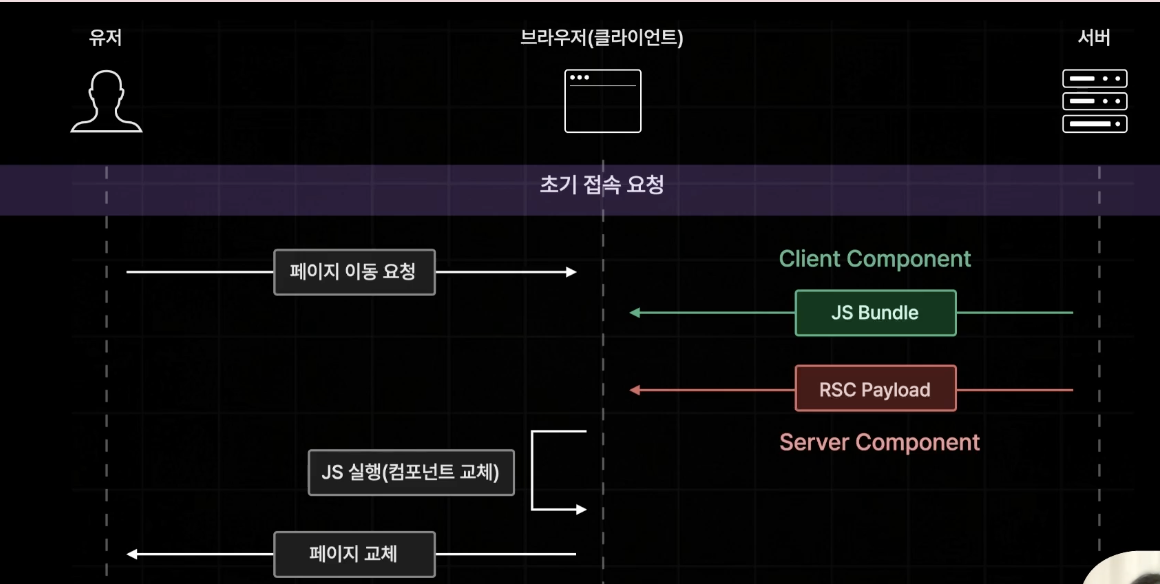 유저
브라우저(클라이언트)
서버
초기 접속 요청
페이지 이동 요청
Client Component
JS Bundle
RSC Payload
Server Component
JS 실행(컴포넌트 교체)
페이지 교체